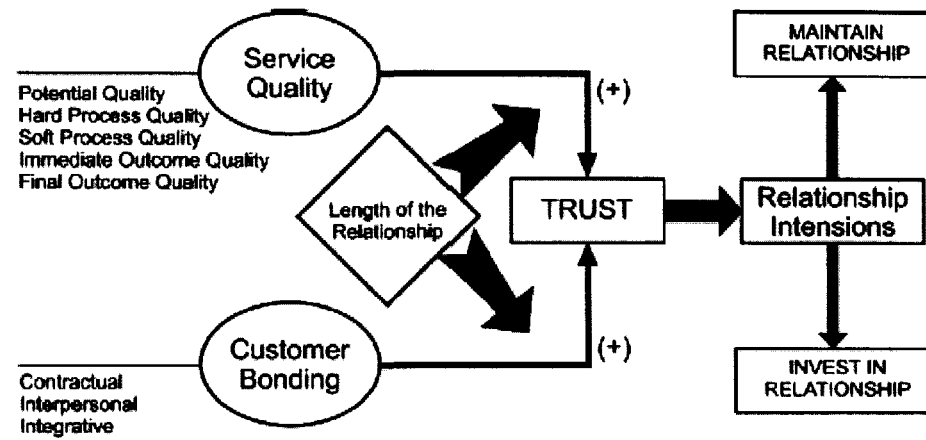 Service
Quality
Potential Quality
Hard Process Quality
Soft Process Quality
Immediate Outcome Quality
Final Outcome Quality
(+)
Length of the
Relationship
TRUST
Customer
Bonding
Contractual
Interpersonal
Integrative
(+)
MAINTAIN
RELATIONSHIP
Relationship
Intensions
INVEST IN
RELATIONSHIP